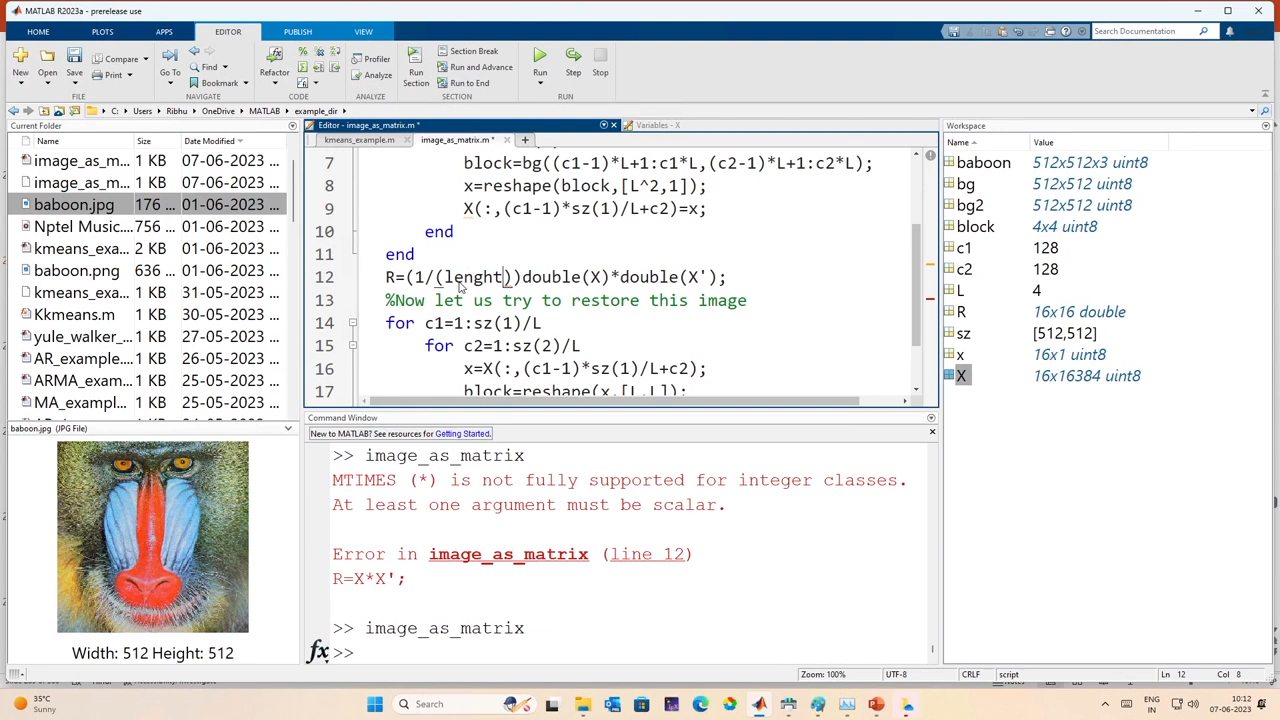 MATLAB R2023a - prerelease use
HOME PLOTS APPS EDITOR PUBLISH VIEW Search Documentation
New Open Save Compare Print Go To Find Bookmark Refactor Profiler Analyze Run Section Section Break Run and Advance Run to End Run Step Stop
FILE NAVIGATE CODE ANALYZE SECTION RUN
C: Users Ribhu OneDrive MATLAB example_dir
Current Folder
Name Size Date Modified
image_as_m... 1 KB 07-06-2023
image_as_m... 1 KB 07-06-2023
baboon.jpg 176 ... 01-06-2023
Nptel Music... 756 ... 01-06-2023
kmeans_exa... 2 KB 01-06-2023
baboon.png 636 ... 01-06-2023
kmeans_exa... 1 KB 01-06-2023
Kkmeans.m 1 KB 30-05-2023
yule_walker_... 1 KB 27-05-2023
AR_example... 1 KB 26-05-2023
ARMA_exam... 1 KB 25-05-2023
MA_exampl... 1 KB 25-05-2023
baboon.jpg (JPG File)
Width: 512 Height: 512
Editor - image_as_matrix.m * Variables - X
kmeans_example.m image_as_matrix.m *
7 block=bg((c1-1)*L+1:c1*L,(c2-1)*L+1:c2*L);
8 x=reshape(block,[L^2,1]);
9 X(:,(c1-1)*sz(1)/L+c2)=x;
10 end
11 end
12 R=(1/(lenght))double(X)*double(X');
13 %Now let us try to restore this image
14 for c1=1:sz(1)/L
15 for c2=1:sz(2)/L
16 x=X(:,(c1-1)*sz(1)/L+c2);
17 block=reshape(x,[L,L]);
Command Window
New to MATLAB? See resources for Getting Started.
>> image_as_matrix
MTIMES (*) is not fully supported for integer classes.
At least one argument must be scalar.
Error in image_as_matrix (line 12)
R=X*X';
>> image_as_matrix
fx >>
Workspace
Name Value
baboon 512x512x3 uint8
bg 512x512 uint8
bg2 512x512 uint8
block 4x4 uint8
c1 128
c2 128
L 4
R 16x16 double
sz [512,512]
x 16x1 uint8
X 16x16384 uint8
Zoom: 100% UTF-8 CRLF script Ln 12 Col 8
35°C
Sunny
Search
ENG
IN
10:12
07-06-2023